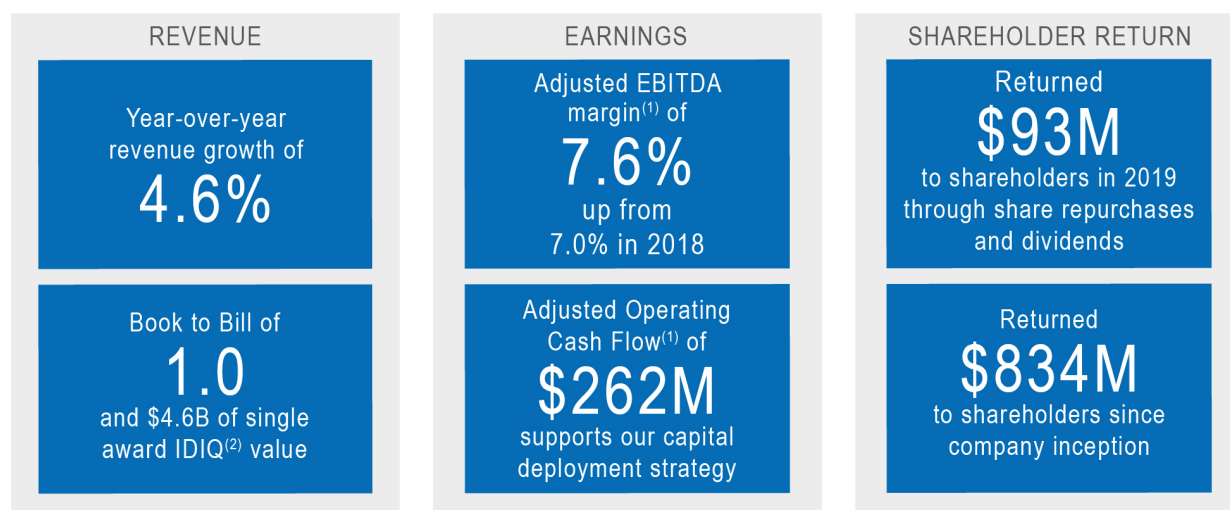 REVENUE
Year-over-year
revenue growth of
4.6%
Book to Bill of
1.0
and $4.6B of single
award IDIQ(2) value
EARNINGS
Adjusted EBITDA
margin(1) of
7.6%
up from
7.0% in 2018
Adjusted Operating
Cash Flow(1) of
$262M
supports our capital
deployment strategy
SHAREHOLDER RETURN
Returned
$93M
to shareholders in 2019
through share repurchases
and dividends
Returned
$834M
to shareholders since
company inception